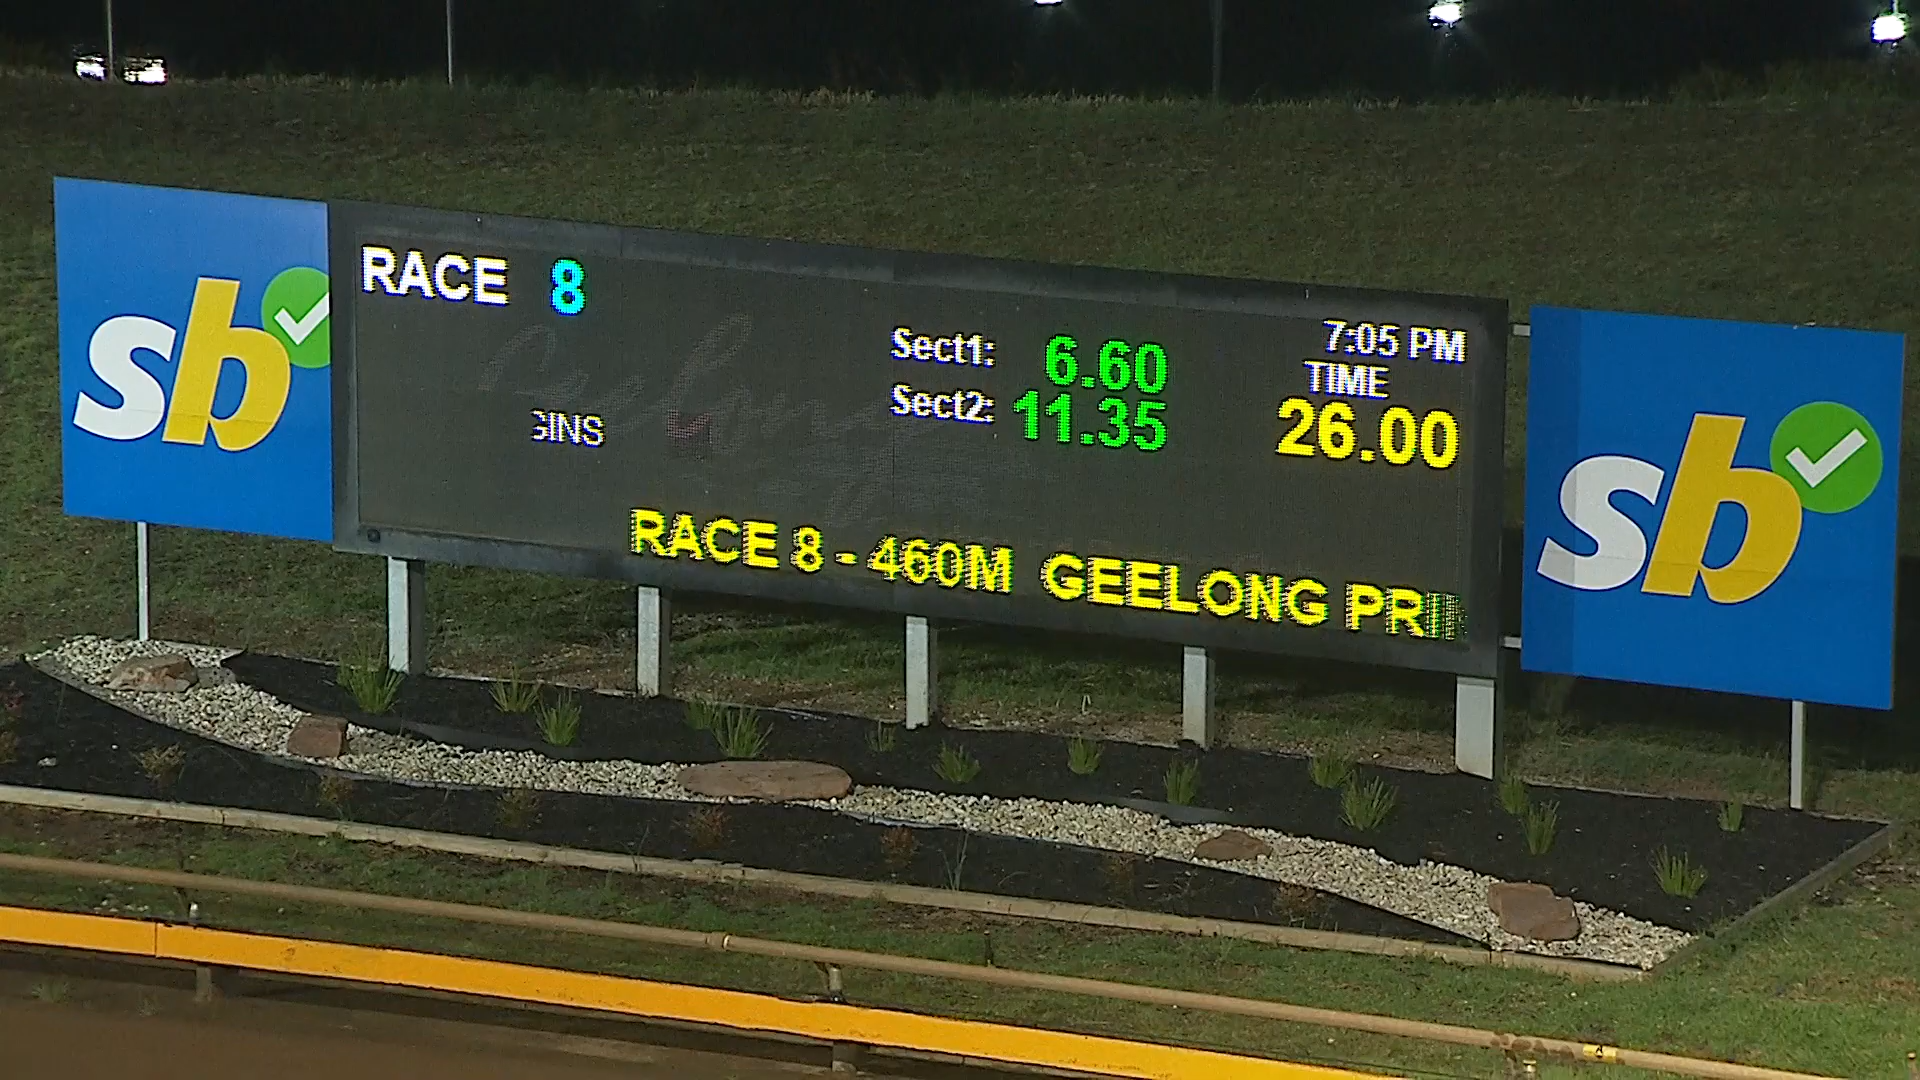 sb
RACE 8
Sect1: 6.60
Sect2: 11.35
7:05 PM
TIME
26.00
GINS
RACE 8 - 460M GEELONG PRI
sb